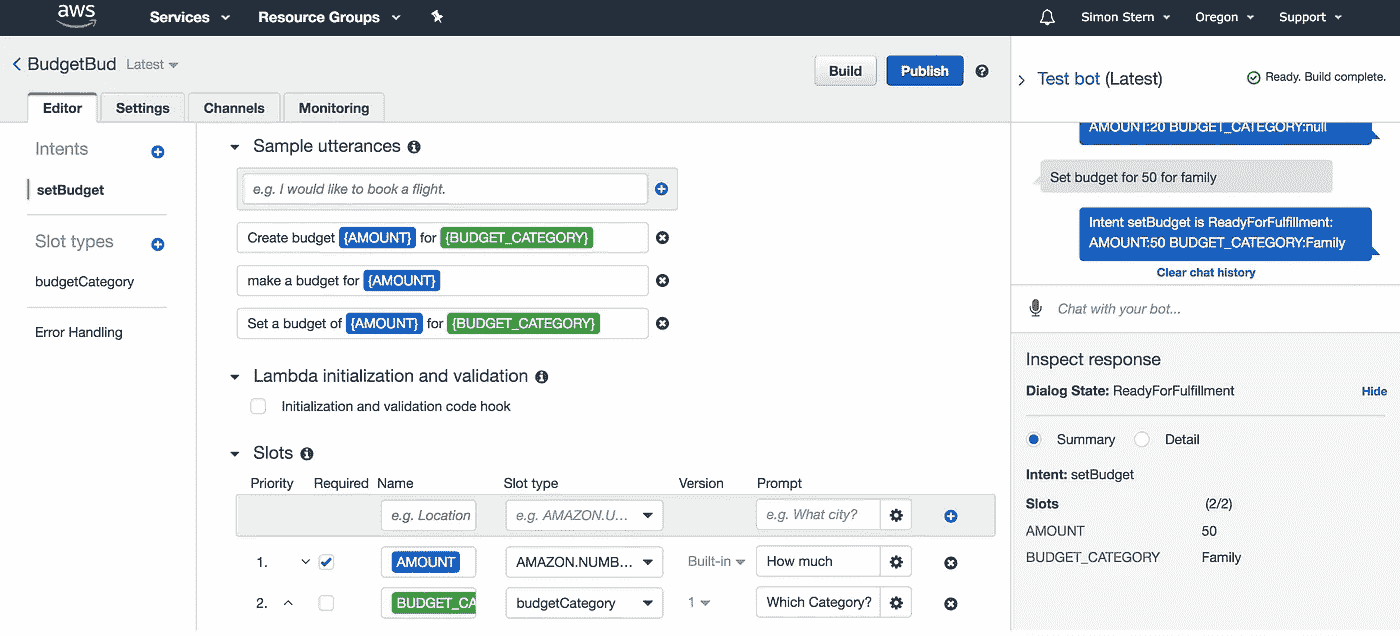 aws Services Resource Groups Simon Stern Oregon Support
BudgetBud Latest Build Publish ?
Editor Settings Channels Monitoring
Intents
setBudget
Slot types
budgetCategory
Error Handling
Sample utterances
e.g. I would like to book a flight.
Create budget {AMOUNT} for {BUDGET_CATEGORY}
make a budget for {AMOUNT}
Set a budget of {AMOUNT} for {BUDGET_CATEGORY}
Lambda initialization and validation
Initialization and validation code hook
Slots
Priority Required Name Slot type Version Prompt
e.g. Location e.g. AMAZON.U... e.g. What city?
1. AMOUNT AMAZON.NUMB... Built-in How much
2. BUDGET_CA budgetCategory 1 Which Category?
Test bot (Latest) Ready. Build complete.
AMOUNT:20 BUDGET_CATEGORY:null
Set budget for 50 for family
Intent setBudget is ReadyForFulfillment:
AMOUNT:50 BUDGET_CATEGORY:Family
Clear chat history
Chat with your bot...
Inspect response
Dialog State: ReadyForFulfillment Hide
Summary Detail
Intent: setBudget
Slots (2/2)
AMOUNT 50
BUDGET_CATEGORY Family